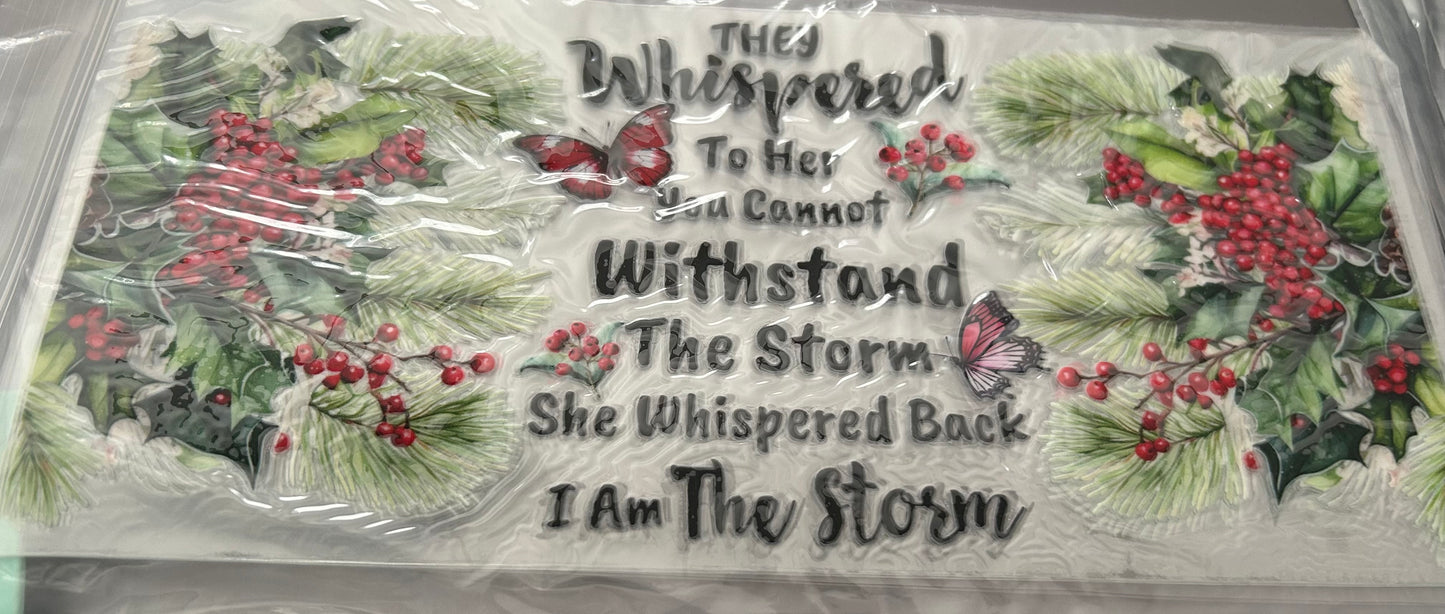 THEY
Whispered
To Her
You Cannot
Withstand
The Storm
She Whispered Back
I Am The Storm